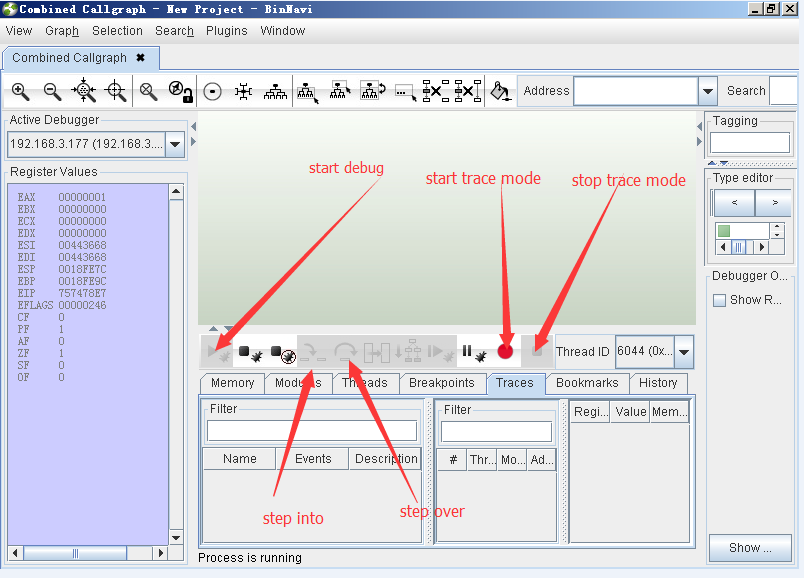 Combined Callgraph - New Project - BinNavi
View Graph Selection Search Plugins Window
Combined Callgraph
Address
Search
Active Debugger
192.168.3.177 (192.168.3....
Register Values
EAX 00000001
EBX 00000000
ECX 00000000
EDX 00000000
ESI 00443668
EDI 00443668
ESP 0018FE7C
EBP 0018FE9C
EIP 757478E7
EFLAGS 00000246
CF 0
PF 1
AF 0
ZF 1
SF 0
OF 0
start debug
start trace mode
stop trace mode
Thread ID
6044 (0x...
Memory
Modules
Threads
Breakpoints
Traces
Bookmarks
History
Filter
Name Events Description
Filter
# Thr... Mo... Ad...
Regi... Value Mem...
step into
step over
Process is running
Tagging
Type editor
< >
Debugger O...
Show R...
Show ...